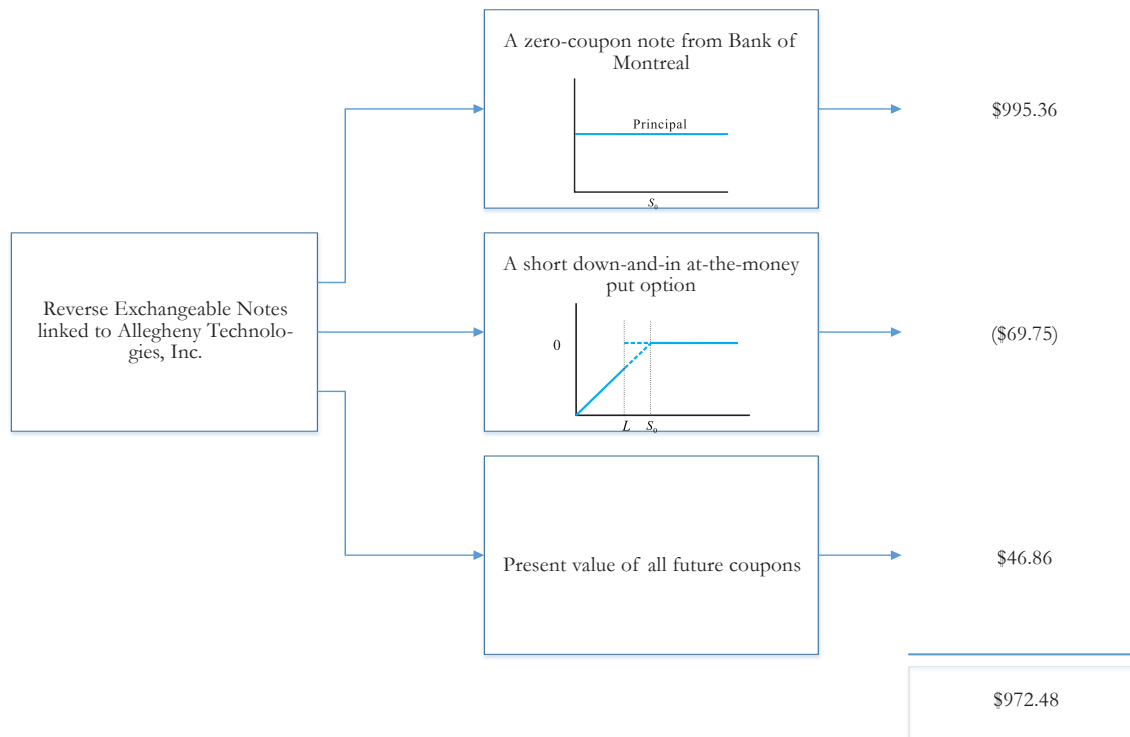 A zero-coupon note from Bank of
Montreal
Principal
S₀
$995.36
Reverse Exchangeable Notes
linked to Allegheny Technolo-
gies, Inc.
A short down-and-in at-the-money
put option
0
L S₀
($69.75)
Present value of all future coupons
$46.86
$972.48